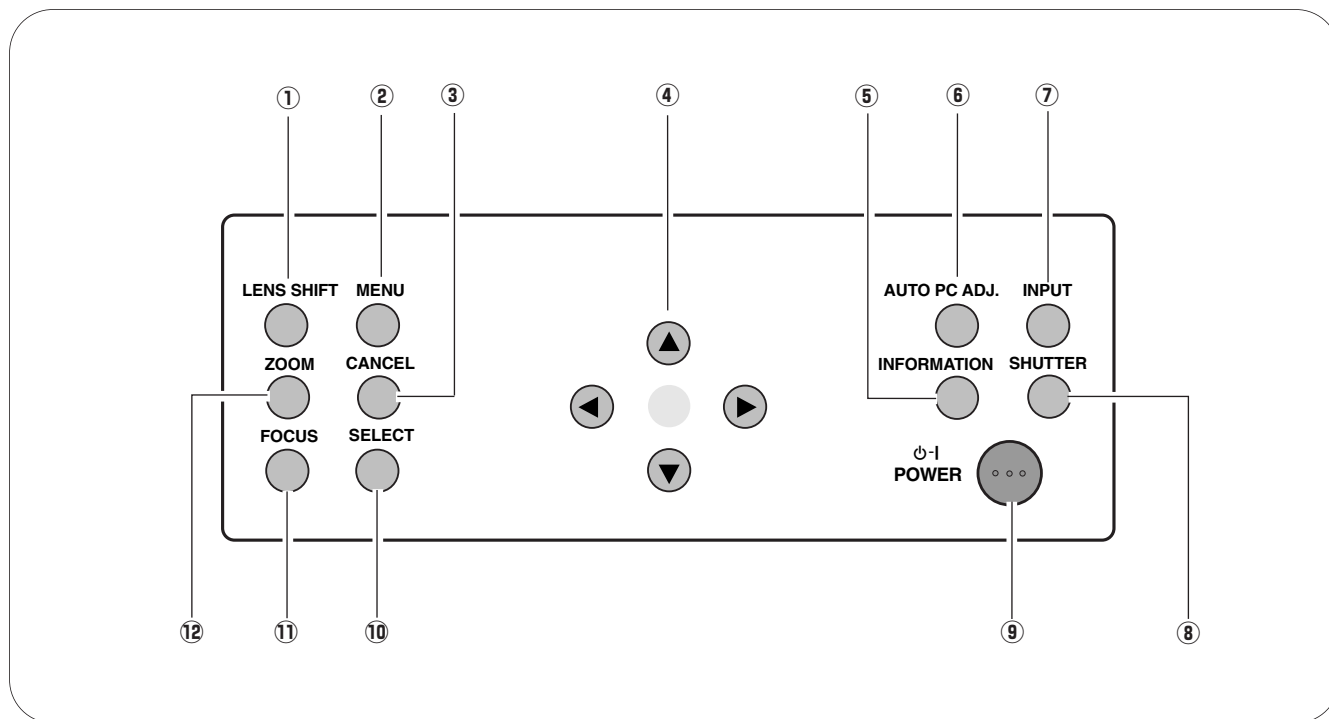 ① ② ③ ④ ⑤ ⑥ ⑦
LENS SHIFT MENU AUTO PC ADJ. INPUT
ZOOM CANCEL INFORMATION SHUTTER
FOCUS SELECT
⏻-I
POWER
⑫ ⑪ ⑩ ⑨ ⑧